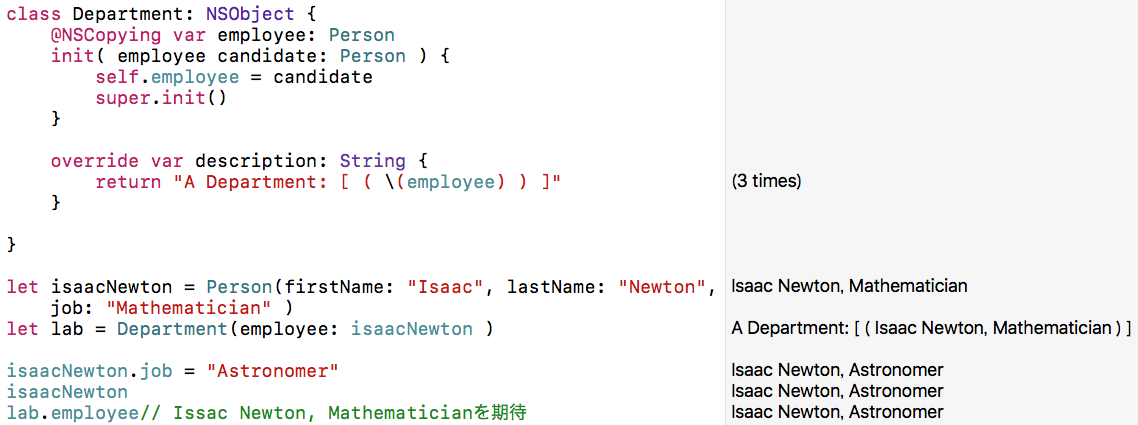 class Department: NSObject {
    @NSCopying var employee: Person
    init( employee candidate: Person ) {
        self.employee = candidate
        super.init()
    }

    override var description: String {
        return "A Department: [ ( \(employee) ) ]"
(3 times)
    }

}

let isaacNewton = Person(firstName: "Isaac", lastName: "Newton",
Isaac Newton, Mathematician
    job: "Mathematician" )
let lab = Department(employee: isaacNewton )
A Department: [ ( Isaac Newton, Mathematician ) ]

isaacNewton.job = "Astronomer"
Isaac Newton, Astronomer
isaacNewton
Isaac Newton, Astronomer
lab.employee// Issac Newton, Mathematicianを期待
Isaac Newton, Astronomer